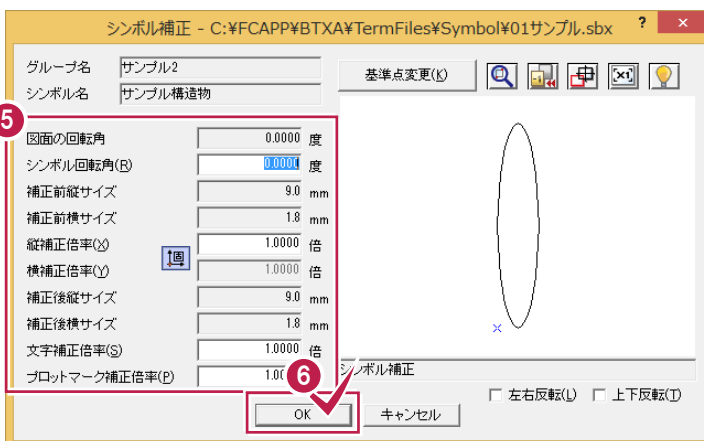 シンボル補正 - C:¥FCAPP¥BTXA¥TermFiles¥Symbol¥01サンプル.sbx ? ×
グループ名 サンプル2
シンボル名 サンプル構造物
基準点変更(K)
5
図面の回転角 0.0000 度
シンボル回転角(R) 0.0000 度
補正前縦サイズ 9.0 mm
補正前横サイズ 1.8 mm
縦補正倍率(X) 1.0000 倍
固
横補正倍率(Y) 1.0000 倍
補正後縦サイズ 9.0 mm
補正後横サイズ 1.8 mm
文字補正倍率(S) 1.0000 倍
プロットマーク補正倍率(P)
6
シンボル補正
左右反転(L) 上下反転(T)
OK キャンセル